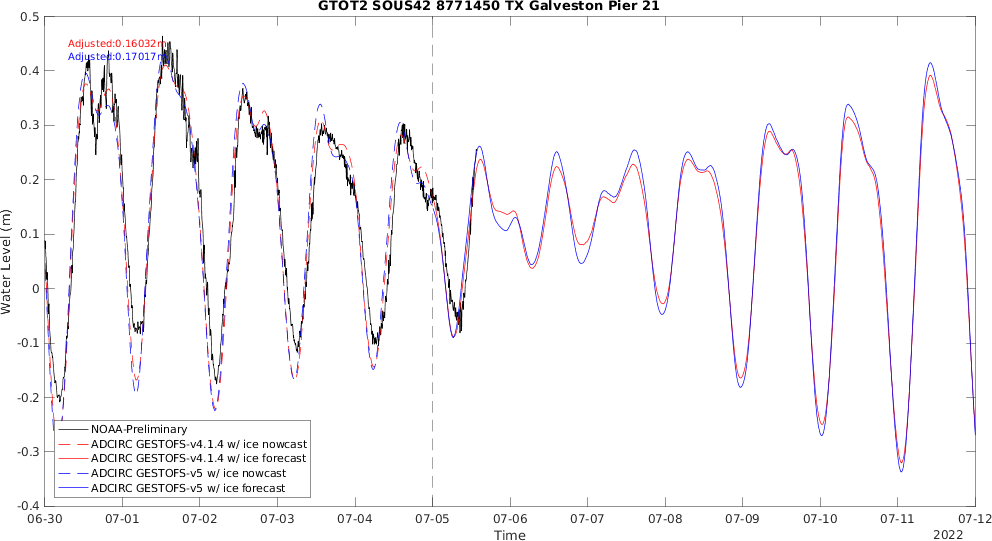 GTOT2 SOUS42 8771450 TX Galveston Pier 21
Adjusted:0.16032m
Adjusted:0.17017m
Water Level (m)
0.5
0.4
0.3
0.2
0.1
0
-0.1
-0.2
-0.3
-0.4
NOAA-Preliminary
ADCIRC GESTOFS-v4.1.4 w/ ice nowcast
ADCIRC GESTOFS-v4.1.4 w/ ice forecast
ADCIRC GESTOFS-v5 w/ ice nowcast
ADCIRC GESTOFS-v5 w/ ice forecast
06-30 07-01 07-02 07-03 07-04 07-05 07-06 07-07 07-08 07-09 07-10 07-11 07-12
Time
2022